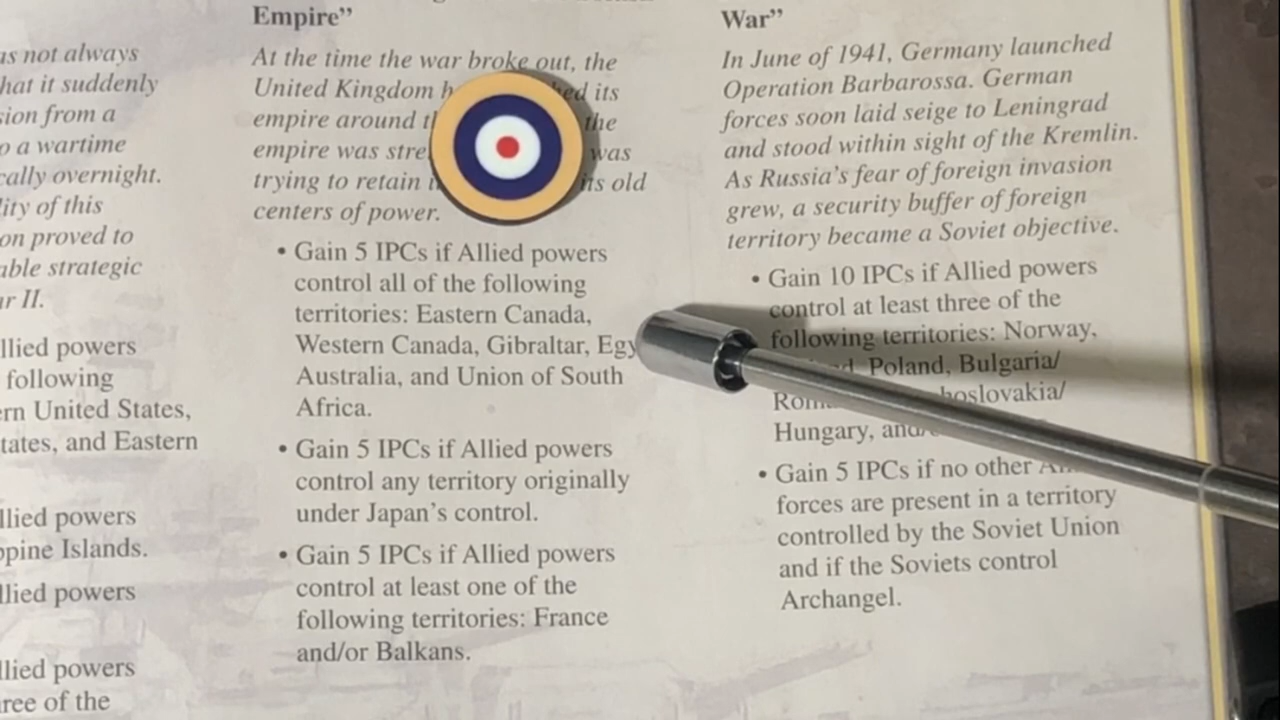 as not always
hat it suddenly
sion from a
o a wartime
cally overnight.
lity of this
on proved to
able strategic
ar II.
llied powers
following
ern United States,
tates, and Eastern
llied powers
ppine Islands.
llied powers
llied powers
ree of the
Empire”
At the time the war broke out, the
United Kingdom its
empire around the
empire was was
trying to retain its old
centers of power.
• Gain 5 IPCs if Allied powers
control all of the following
territories: Eastern Canada,
Western Canada, Gibraltar, Egy
Australia, and Union of South
Africa.
• Gain 5 IPCs if Allied powers
control any territory originally
under Japan’s control.
• Gain 5 IPCs if Allied powers
control at least one of the
following territories: France
and/or Balkans.
War”
In June of 1941, Germany launched
Operation Barbarossa. German
forces soon laid seige to Leningrad
and stood within sight of the Kremlin.
As Russia’s fear of foreign invasion
grew, a security buffer of foreign
territory became a Soviet objective.
• Gain 10 IPCs if Allied powers
control at least three of the
following territories: Norway,
Poland, Bulgaria/
hoslovakia/
Hungary,
• Gain 5 IPCs if no other
forces are present in a territory
controlled by the Soviet Union
and if the Soviets control
Archangel.